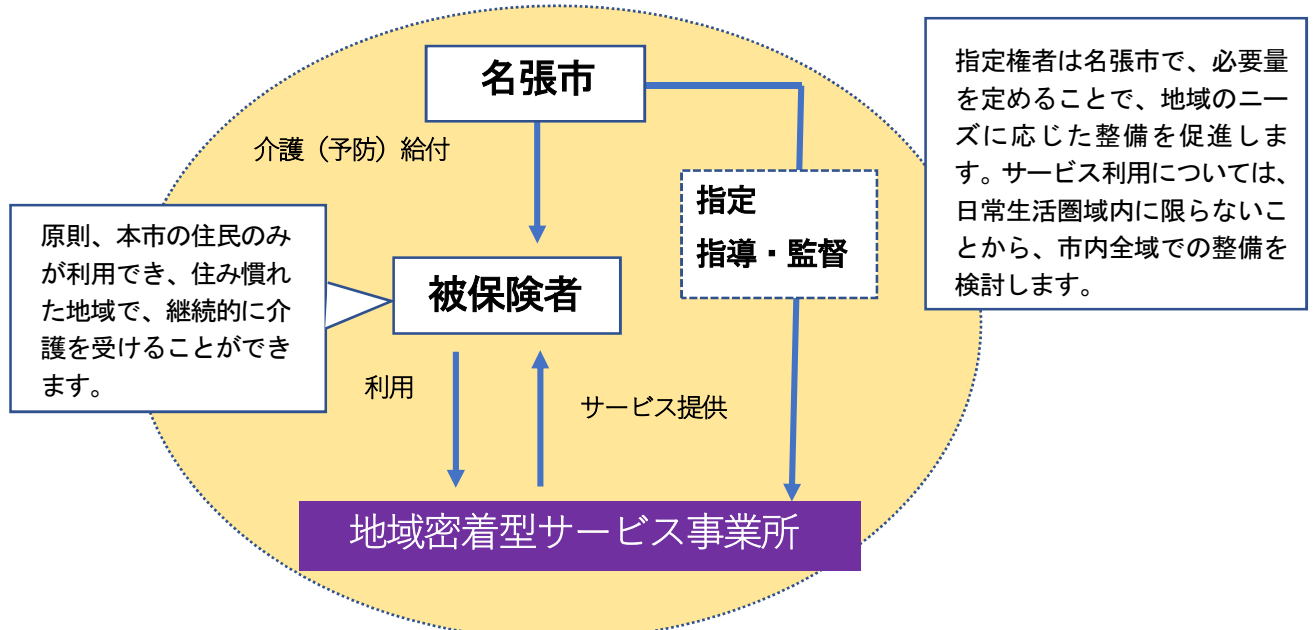 名張市
介護（予防）給付
指定
指導・監督
指定権者は名張市で、必要量
を定めることで、地域のニー
ズに応じた整備を促進しま
す。サービス利用については、
日常生活圏域内に限らないこ
とから、市内全域での整備を
検討します。
原則、本市の住民のみ
が利用でき、住み慣れ
た地域で、継続的に介
護を受けることができ
ます。
被保険者
利用
サービス提供
地域密着型サービス事業所